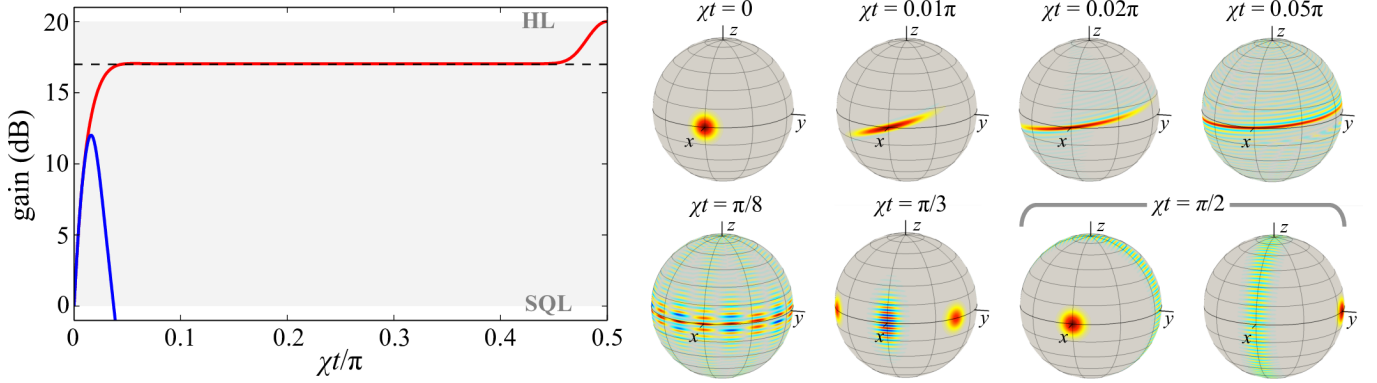 20
15
10
5
0
gain (dB)
HL
SQL
0
0.1
0.2
0.3
0.4
0.5
χt/π
χt = 0
χt = 0.01π
χt = 0.02π
χt = 0.05π
z
z
z
z
y
y
y
y
x
x
x
x
χt = π/8
χt = π/3
χt = π/2
z
z
z
z
y
y
y
y
x
x
x
x